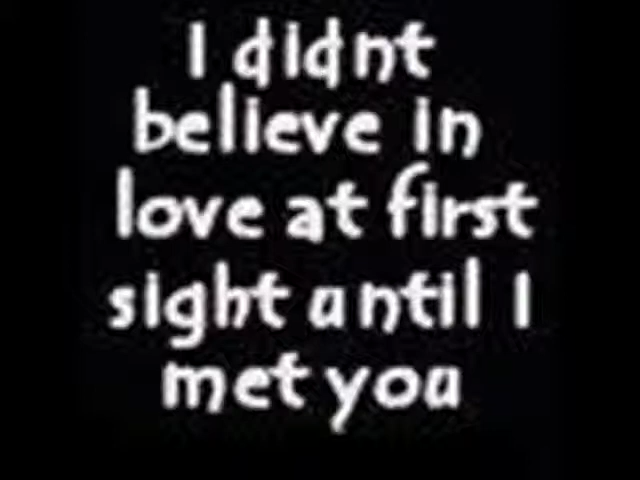 I didnt
believe in
love at first
sight until I
met you